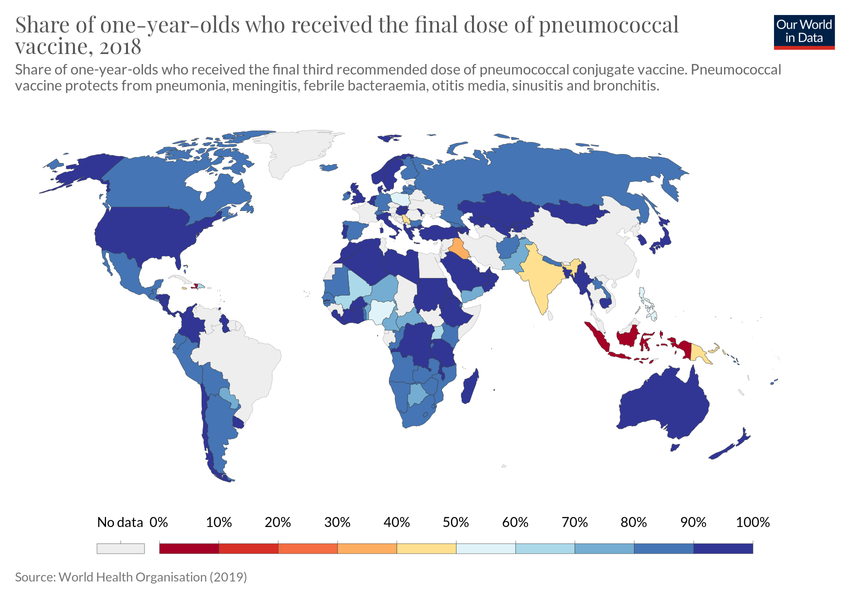 Share of one-year-olds who received the final dose of pneumococcal
vaccine, 2018
Our World
in Data
Share of one-year-olds who received the final third recommended dose of pneumococcal conjugate vaccine. Pneumococcal
vaccine protects from pneumonia, meningitis, febrile bacteraemia, otitis media, sinusitis and bronchitis.
No data 0% 10% 20% 30% 40% 50% 60% 70% 80% 90% 100%
Source: World Health Organisation (2019)